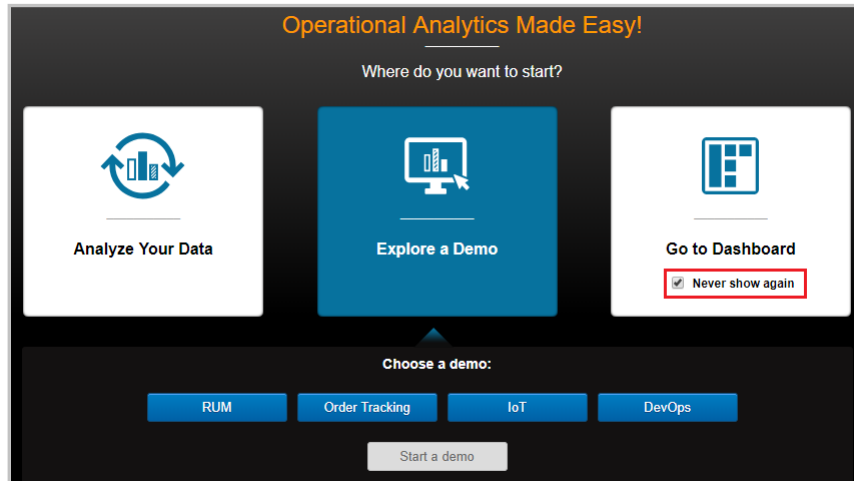 Operational Analytics Made Easy!
Where do you want to start?
Analyze Your Data
Explore a Demo
Go to Dashboard
Never show again
Choose a demo:
RUM
Order Tracking
IoT
DevOps
Start a demo